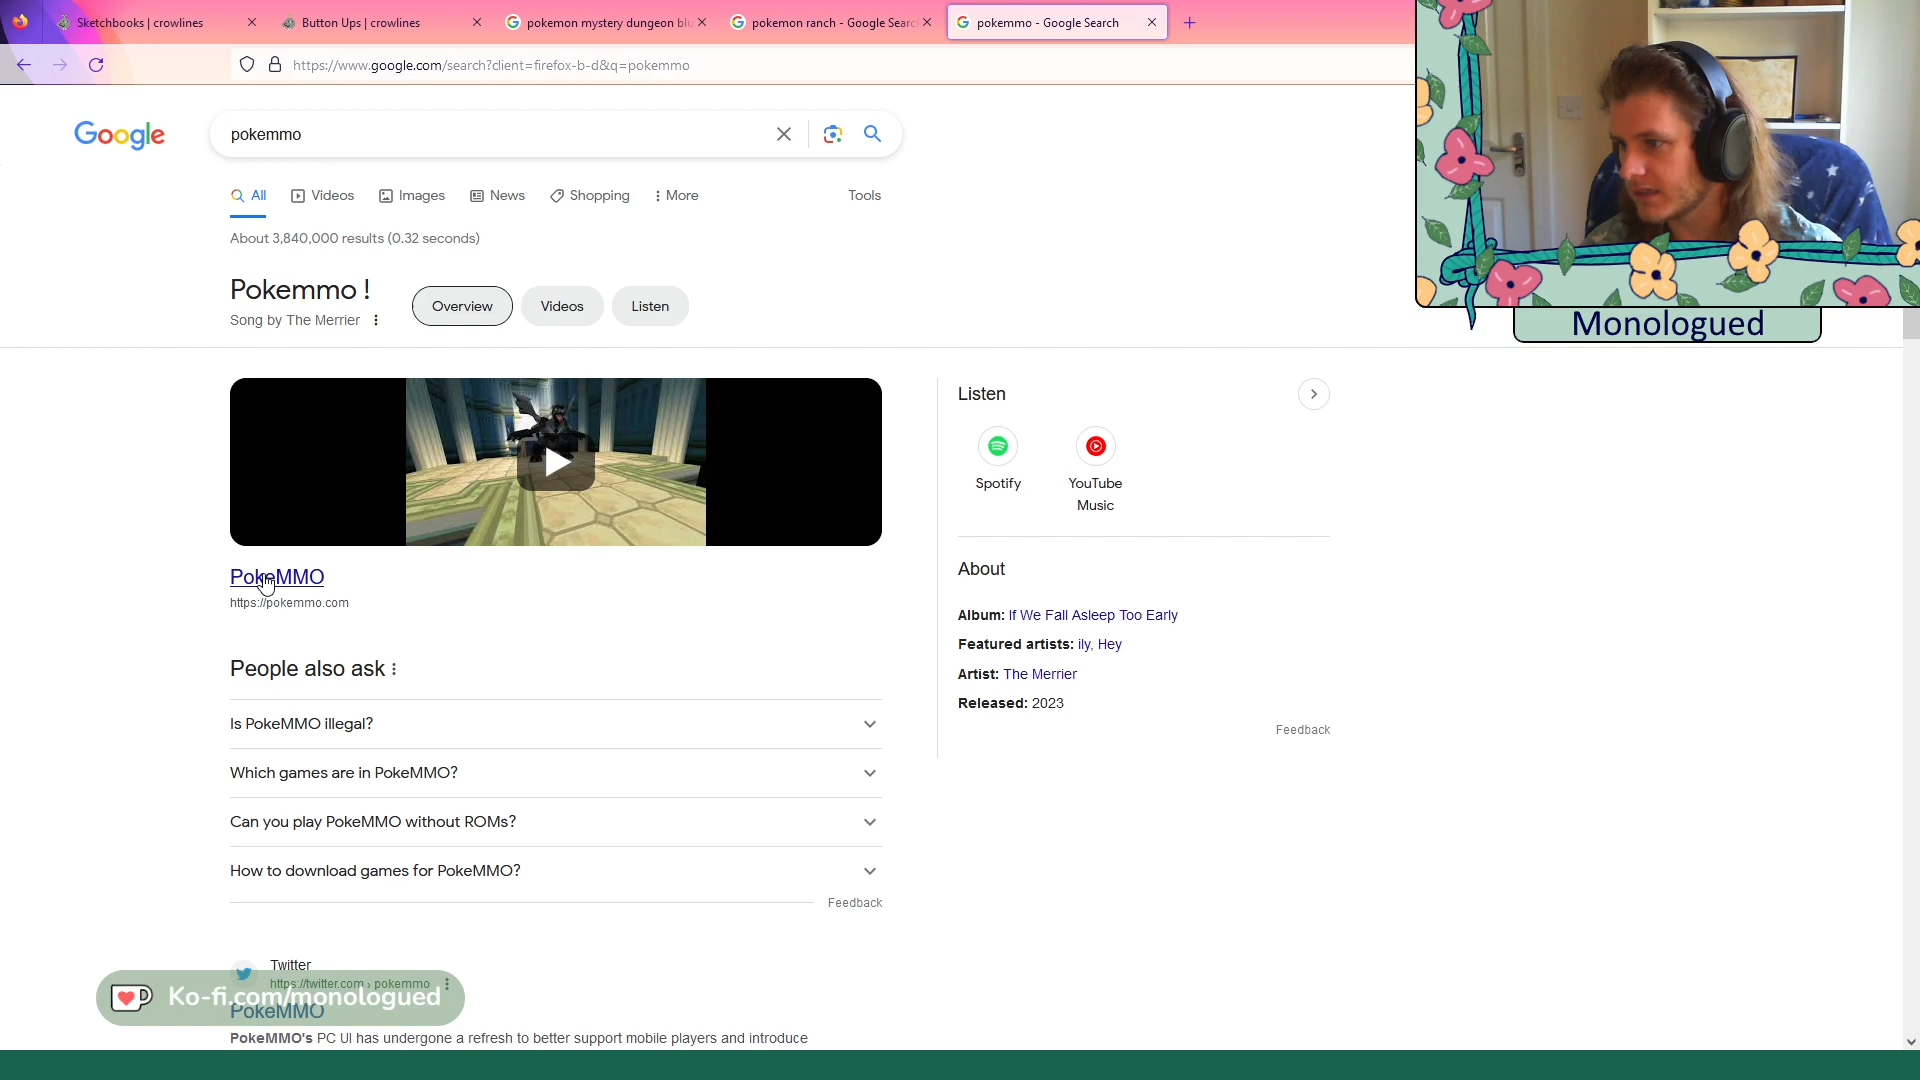 Sketchbooks | crowlines
Button Ups | crowlines
pokemon mystery dungeon blu
pokemon ranch - Google Searc
pokemmo - Google Search
https://www.google.com/search?client=firefox-b-d&q=pokemmo
Google
pokemmo
All
Videos
Images
News
Shopping
More
Tools
About 3,840,000 results (0.32 seconds)
Pokemmo !
Song by The Merrier
Overview
Videos
Listen
Monologued
Listen
Spotify
YouTube
Music
PokeMMO
https://pokemmo.com
About
Album: If We Fall Asleep Too Early
Featured artists: ily, Hey
Artist: The Merrier
Released: 2023
Feedback
People also ask
Is PokeMMO illegal?
Which games are in PokeMMO?
Can you play PokeMMO without ROMs?
How to download games for PokeMMO?
Feedback
Twitter
https://twitter.com › pokemmo
Ko-fi.com/monologued
PokeMMO
PokeMMO's PC UI has undergone a refresh to better support mobile players and introduce